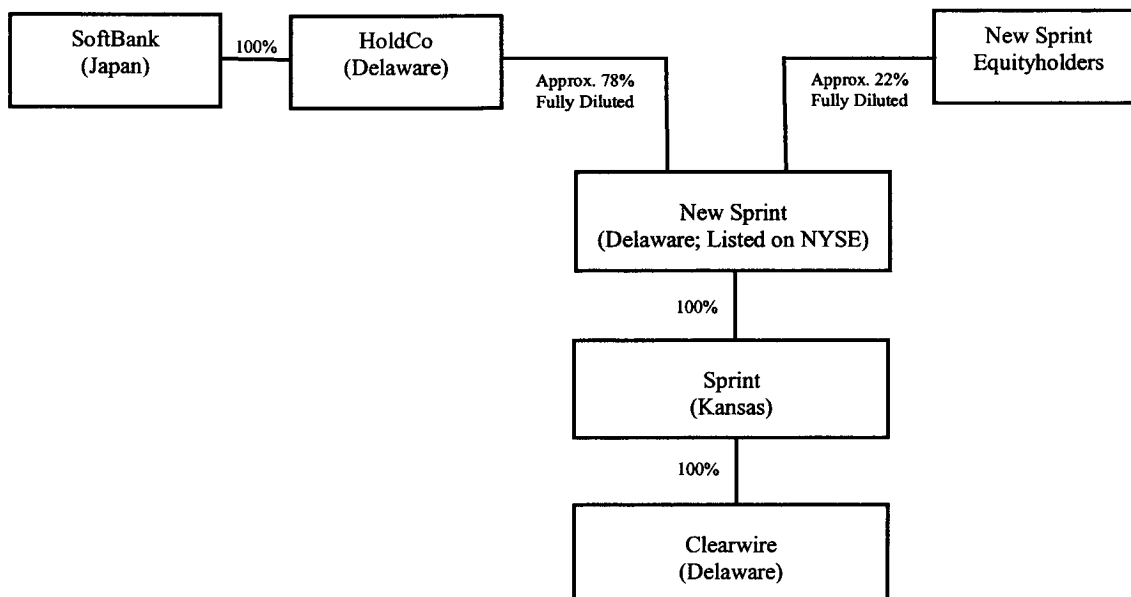 SoftBank
(Japan)
100%
HoldCo
(Delaware)
Approx. 78%
Fully Diluted
Approx. 22%
Fully Diluted
New Sprint
Equityholders
New Sprint
(Delaware; Listed on NYSE)
100%
Sprint
(Kansas)
100%
Clearwire
(Delaware)